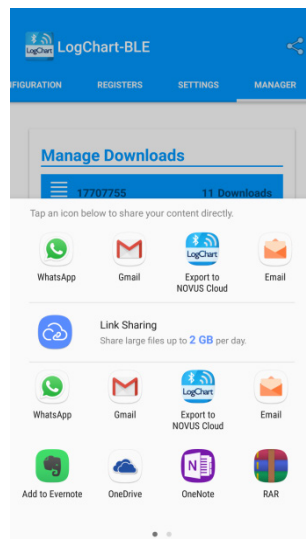 LogChart
LogChart-BLE
FIGURATION REGISTERS SETTINGS MANAGER
Manage Downloads
17707755 11 Downloads
Tap an icon below to share your content directly.
LogChart
WhatsApp Gmail Export to Email
NOVUS Cloud
Link Sharing
Share large files up to 2 GB per day.
LogChart
WhatsApp Gmail Export to Email
NOVUS Cloud
N
Add to Evernote OneDrive OneNote RAR